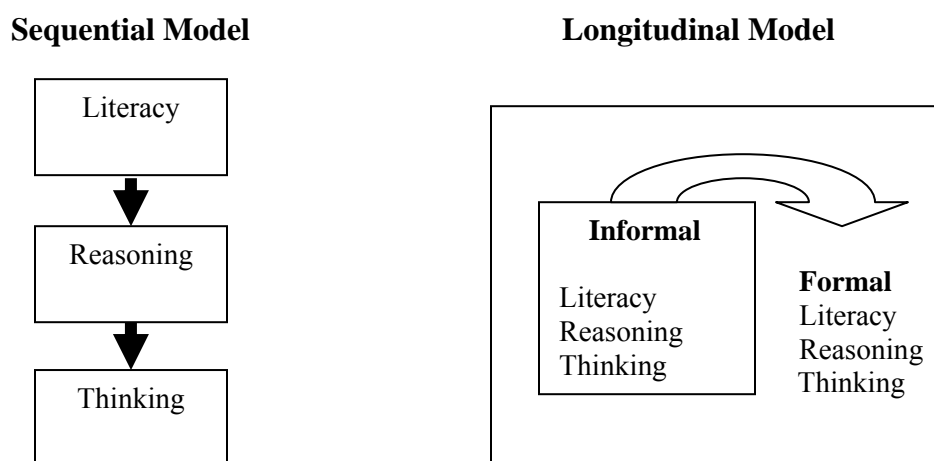 Sequential Model
Literacy
Reasoning
Thinking
Longitudinal Model
Informal
Literacy
Reasoning
Thinking
Formal
Literacy
Reasoning
Thinking